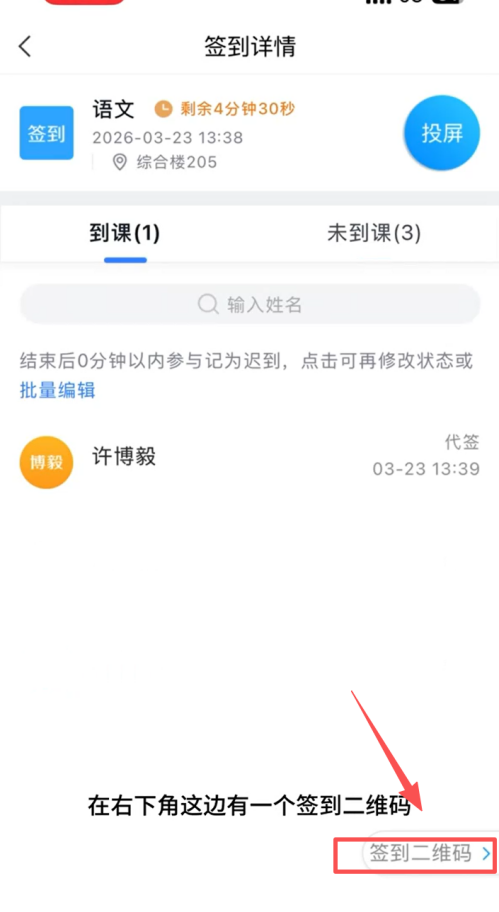 签到详情
签到
语文 剩余4分钟30秒
2026-03-23 13:38
综合楼205
投屏
到课(1) 未到课(3)
输入姓名
结束后0分钟以内参与记为迟到，点击可再修改状态或
批量编辑
博毅
许博毅
代签
03-23 13:39
在右下角这边有一个签到二维码
签到二维码